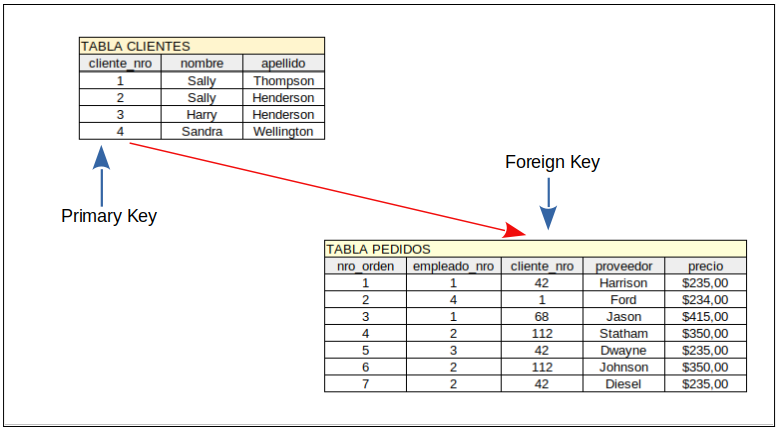 TABLA CLIENTES
cliente_nro nombre apellido
1 Sally Thompson
2 Sally Henderson
3 Harry Henderson
4 Sandra Wellington
Primary Key
Foreign Key
TABLA PEDIDOS
nro_orden empleado_nro cliente_nro proveedor precio
1 1 42 Harrison $235,00
2 4 1 Ford $234,00
3 1 68 Jason $415,00
4 2 112 Statham $350,00
5 3 42 Dwayne $235,00
6 2 112 Johnson $350,00
7 2 42 Diesel $235,00